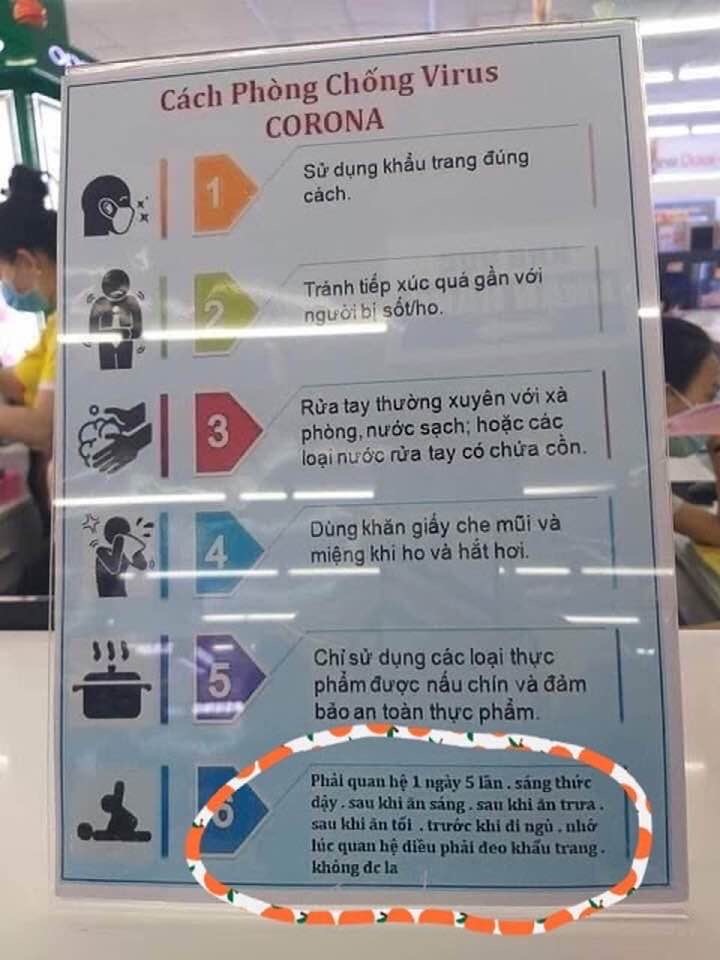 Cách Phòng Chống Virus
CORONA
1
Sử dụng khẩu trang đúng
cách.
2
Tránh tiếp xúc quá gần với
người bị sốt/ho.
3
Rửa tay thường xuyên với xà
phòng, nước sạch; hoặc các
loại nước rửa tay có chứa cồn.
4
Dùng khăn giấy che mũi và
miệng khi ho và hắt hơi.
5
Chỉ sử dụng các loại thực
phẩm được nấu chín và đảm
bảo an toàn thực phẩm.
6
Phải quan hệ 1 ngày 5 lần . sáng thức
dậy . sau khi ăn sáng . sau khi ăn trưa .
sau khi ăn tối . trước khi đi ngủ . nhớ
lúc quan hệ điều phải đeo khẩu trang .
không đc la